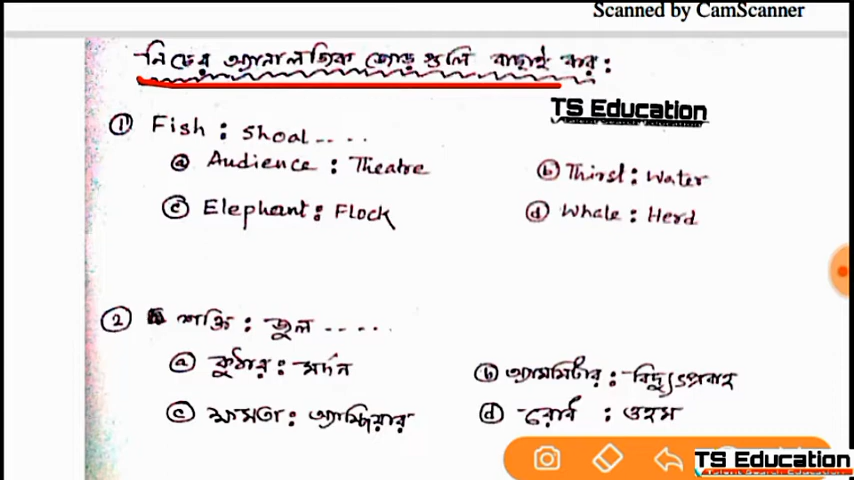 Scanned by CamScanner
নিচের অ্যানালজিক জোড় গুলি বাছাই কর:
TS Education
① Fish : Shoal .....
ⓐ Audience : Theatre ⓑ Thirst : Water
ⓒ Elephant : Flock ⓓ Whale : Herd
② শক্তি : জুল .....
ⓐ কুঠার : মর্দন ⓑ অ্যামমিটার : বিদ্যুৎপ্রবাহ
ⓒ ক্ষমতা : অ্যাম্পিয়ার ⓓ রোধ : ওহম
TS Education